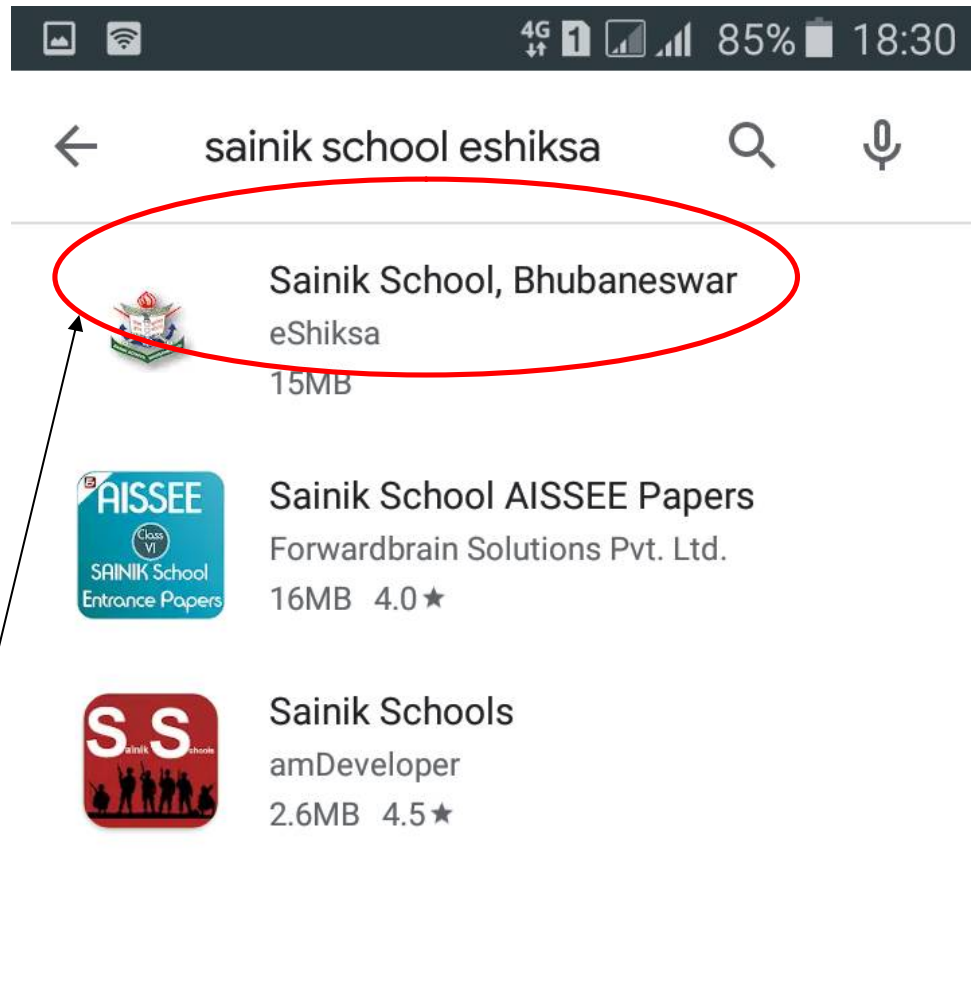 4G 1 85% 18:30
sainik school eshiksa
Sainik School, Bhubaneswar
eShiksa
15MB
AISSEE
Class
VI
SAINIK School
Entrance Papers
Sainik School AISSEE Papers
Forwardbrain Solutions Pvt. Ltd.
16MB 4.0★
Sainik Schools
Sainik Schools
amDeveloper
2.6MB 4.5★